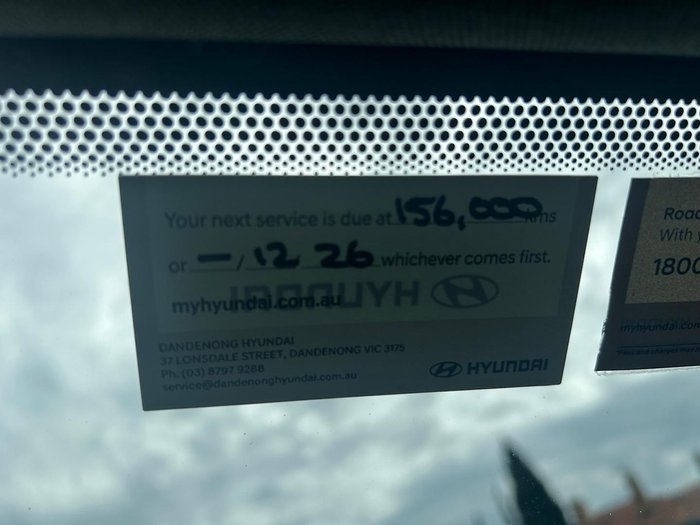 Your next service is due at 156,000 kms
or - / 12 26 whichever comes first.
HYUNDAI
myhyundai.com.au
DANDENONG HYUNDAI
37 LONSDALE STREET, DANDENONG VIC 3175
Ph. (03) 8797 9288
service@dandenonghyundai.com.au
HYUNDAI
Road
With
1800
myhyundai.com